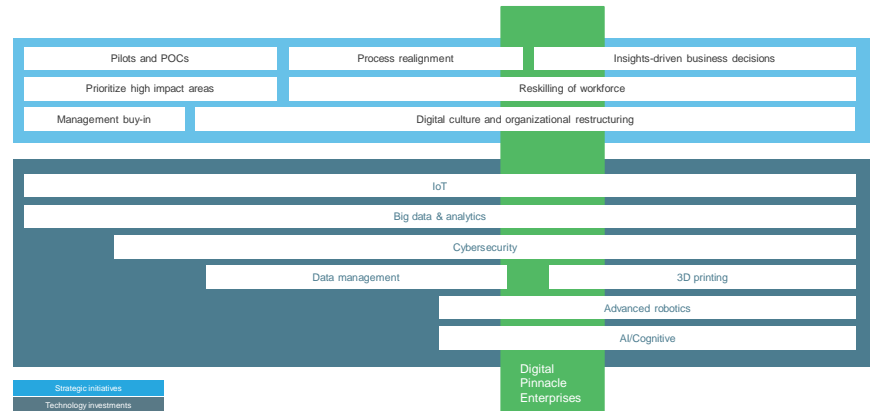 Pilots and POCs
Process realignment
Insights-driven business decisions
Prioritize high impact areas
Reskilling of workforce
Management buy-in
Digital culture and organizational restructuring
IoT
Big data & analytics
Cybersecurity
Data management
3D printing
Advanced robotics
AI/Cognitive
Digital
Pinnacle
Enterprises
Strategic initiatives
Technology investments